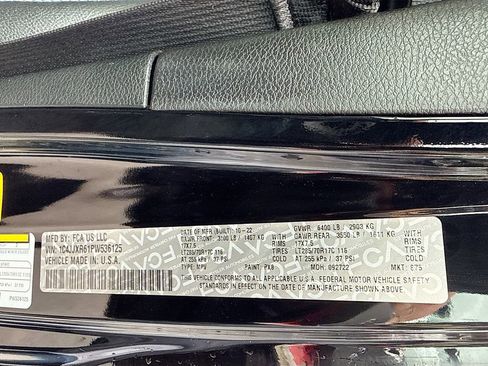 FCA US LLC
VIN: 1C4JJXR61PW536125
VEHICLE MADE IN: U.S.A.
DATE OF MFR (BUILT): 10-22
GAWR FRONT: 3100 LB / 1407 KG
WITH
RIMS
17X7.5
TIRES
LT285/70R17C 116
COLD
AT 255 kPa / 37 PSI
TYPE: MPV
PAINT: PX8
GVWR: 6400 LB / 2903 KG
GAWR REAR: 3550 LB / 1611 KG
WITH
RIMS
17X7.5
TIRES
LT285/70R17C 116
COLD
AT 255 kPa / 37 PSI
MDH: 092722
MKT: 875
THIS VEHICLE CONFORMS TO ALL APPLICABLE U.S.A. FEDERAL MOTOR VEHICLE SAFETY
STANDARDS IN EFFECT ON THE DATE OF MANUFACTURE SHOWN ABOVE.